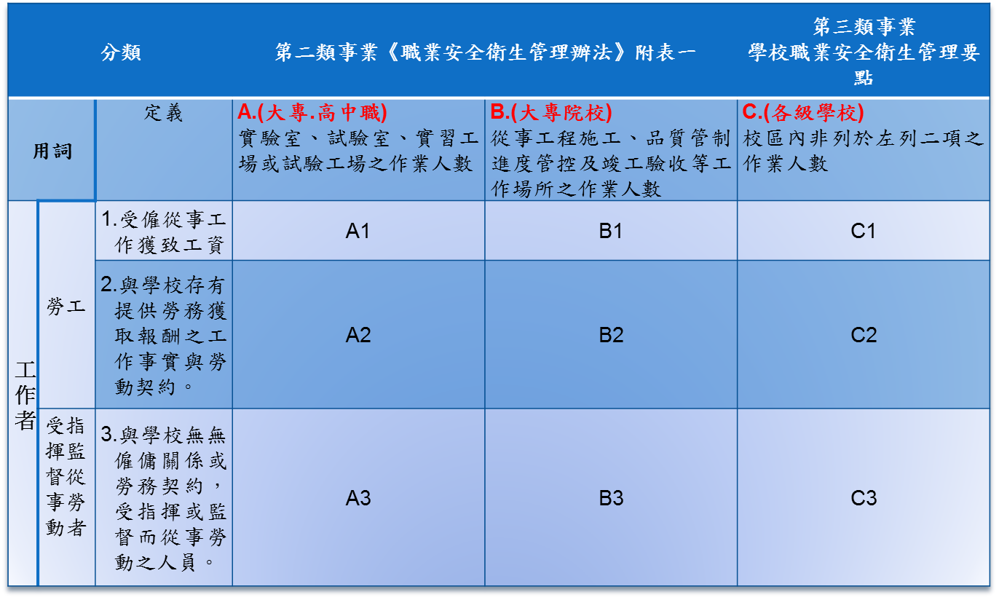 分類
第二類事業《職業安全衛生管理辦法》附表一
第三類事業
學校職業安全衛生管理要
點
用詞
定義
A.(大專.高中職)
實驗室、試驗室、實習工
場或試驗工場之作業人數
B.(大專院校)
從事工程施工、品質管制
進度管控及竣工驗收等工
作場所之作業人數
C.(各級學校)
校區內非列於左列二項之
作業人數
工作者
勞工
1.受僱從事工
作獲致工資
A1
B1
C1
2.與學校存有
提供勞務獲
取報酬之工
作事實與勞
動契約。
A2
B2
C2
受指
揮監
督從
事勞
動者
3.與學校無無
僱傭關係或
勞務契約，
受指揮或監
督而從事勞
動之人員。
A3
B3
C3